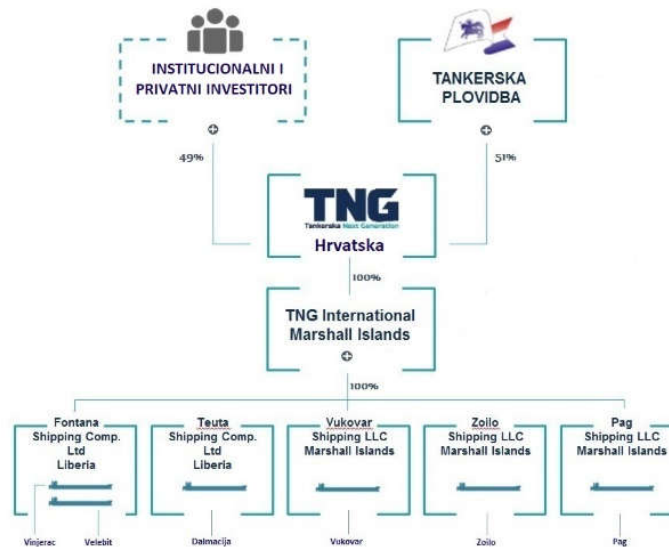 INSTITUCIONALNI I
PRIVATNI INVESTITORI
TANKERSKA
PLOVIDBA
49%
51%
TNG
Tankerska Next Generation
Hrvatska
100%
TNG International
Marshall Islands
100%
Fontana
Shipping Comp.
Ltd
Liberia
Teuta
Shipping Comp.
Ltd
Liberia
Vukovar
Shipping LLC
Marshall Islands
Zoilo
Shipping LLC
Marshall Islands
Pag
Shipping LLC
Marshall Islands
Vinjerac
Velebit
Dalmacija
Vukovar
Zoilo
Pag